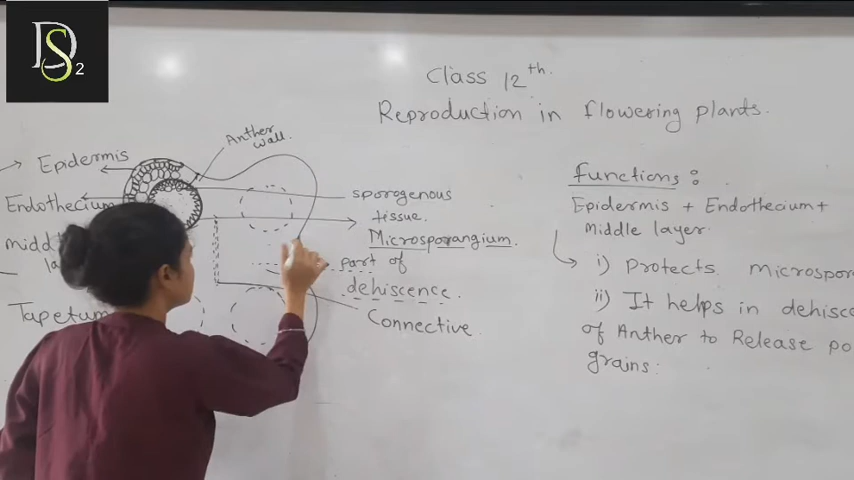 DS2
Class 12th.
Reproduction in flowering plants.
Anther
wall.
Epidermis
Endothecium
Tapetum
sporogenous
tissue.
Microsporangium.
part of
dehiscence.
Connective
functions :
Epidermis + Endothecium +
Middle layer.
i) Protects
ii) It helps in
of Anther to Release
grains.